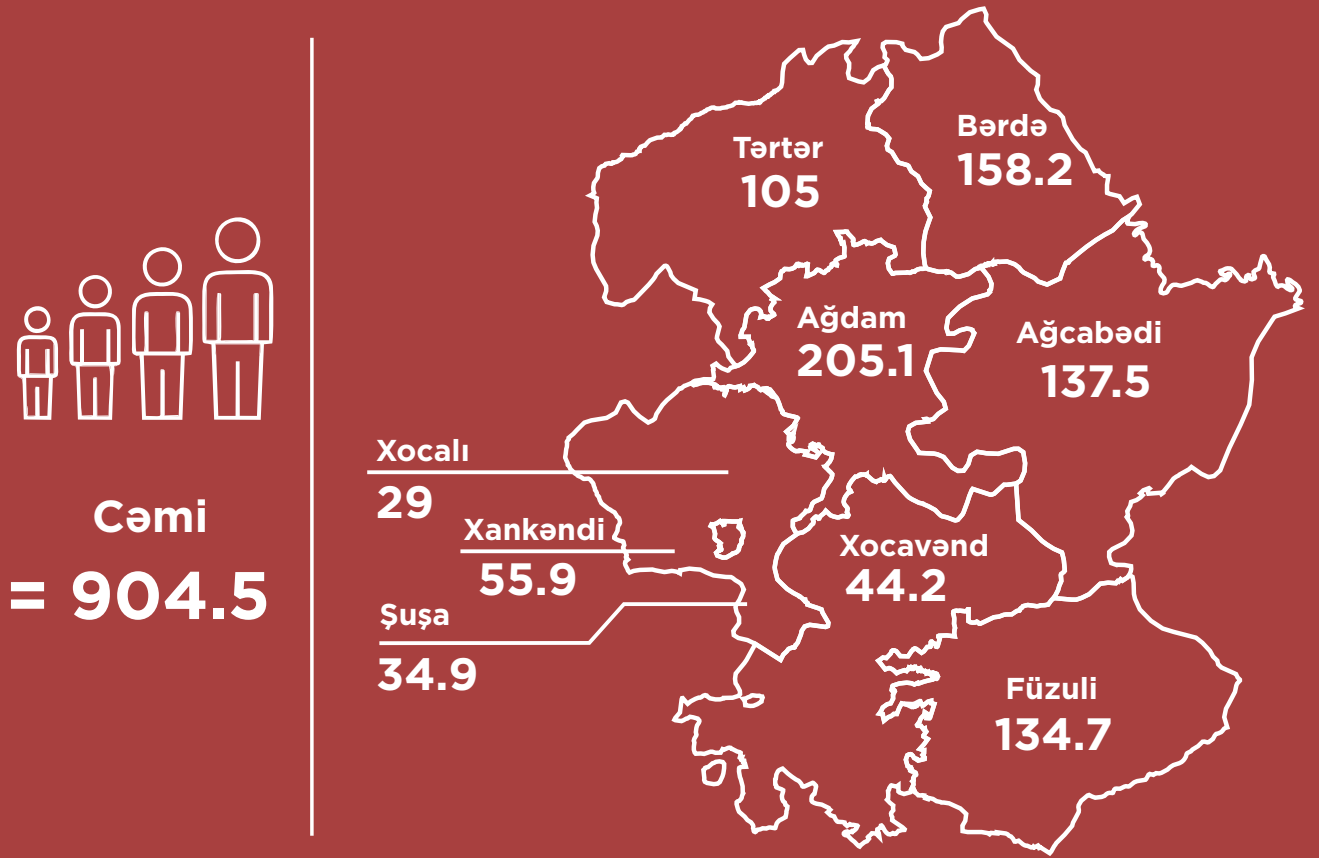 Cəmi
= 904.5
Tərtər
105
Bərdə
158.2
Ağdam
205.1
Ağcabədi
137.5
Xocalı
29
Xankəndi
55.9
Şuşa
34.9
Xocavənd
44.2
Füzuli
134.7